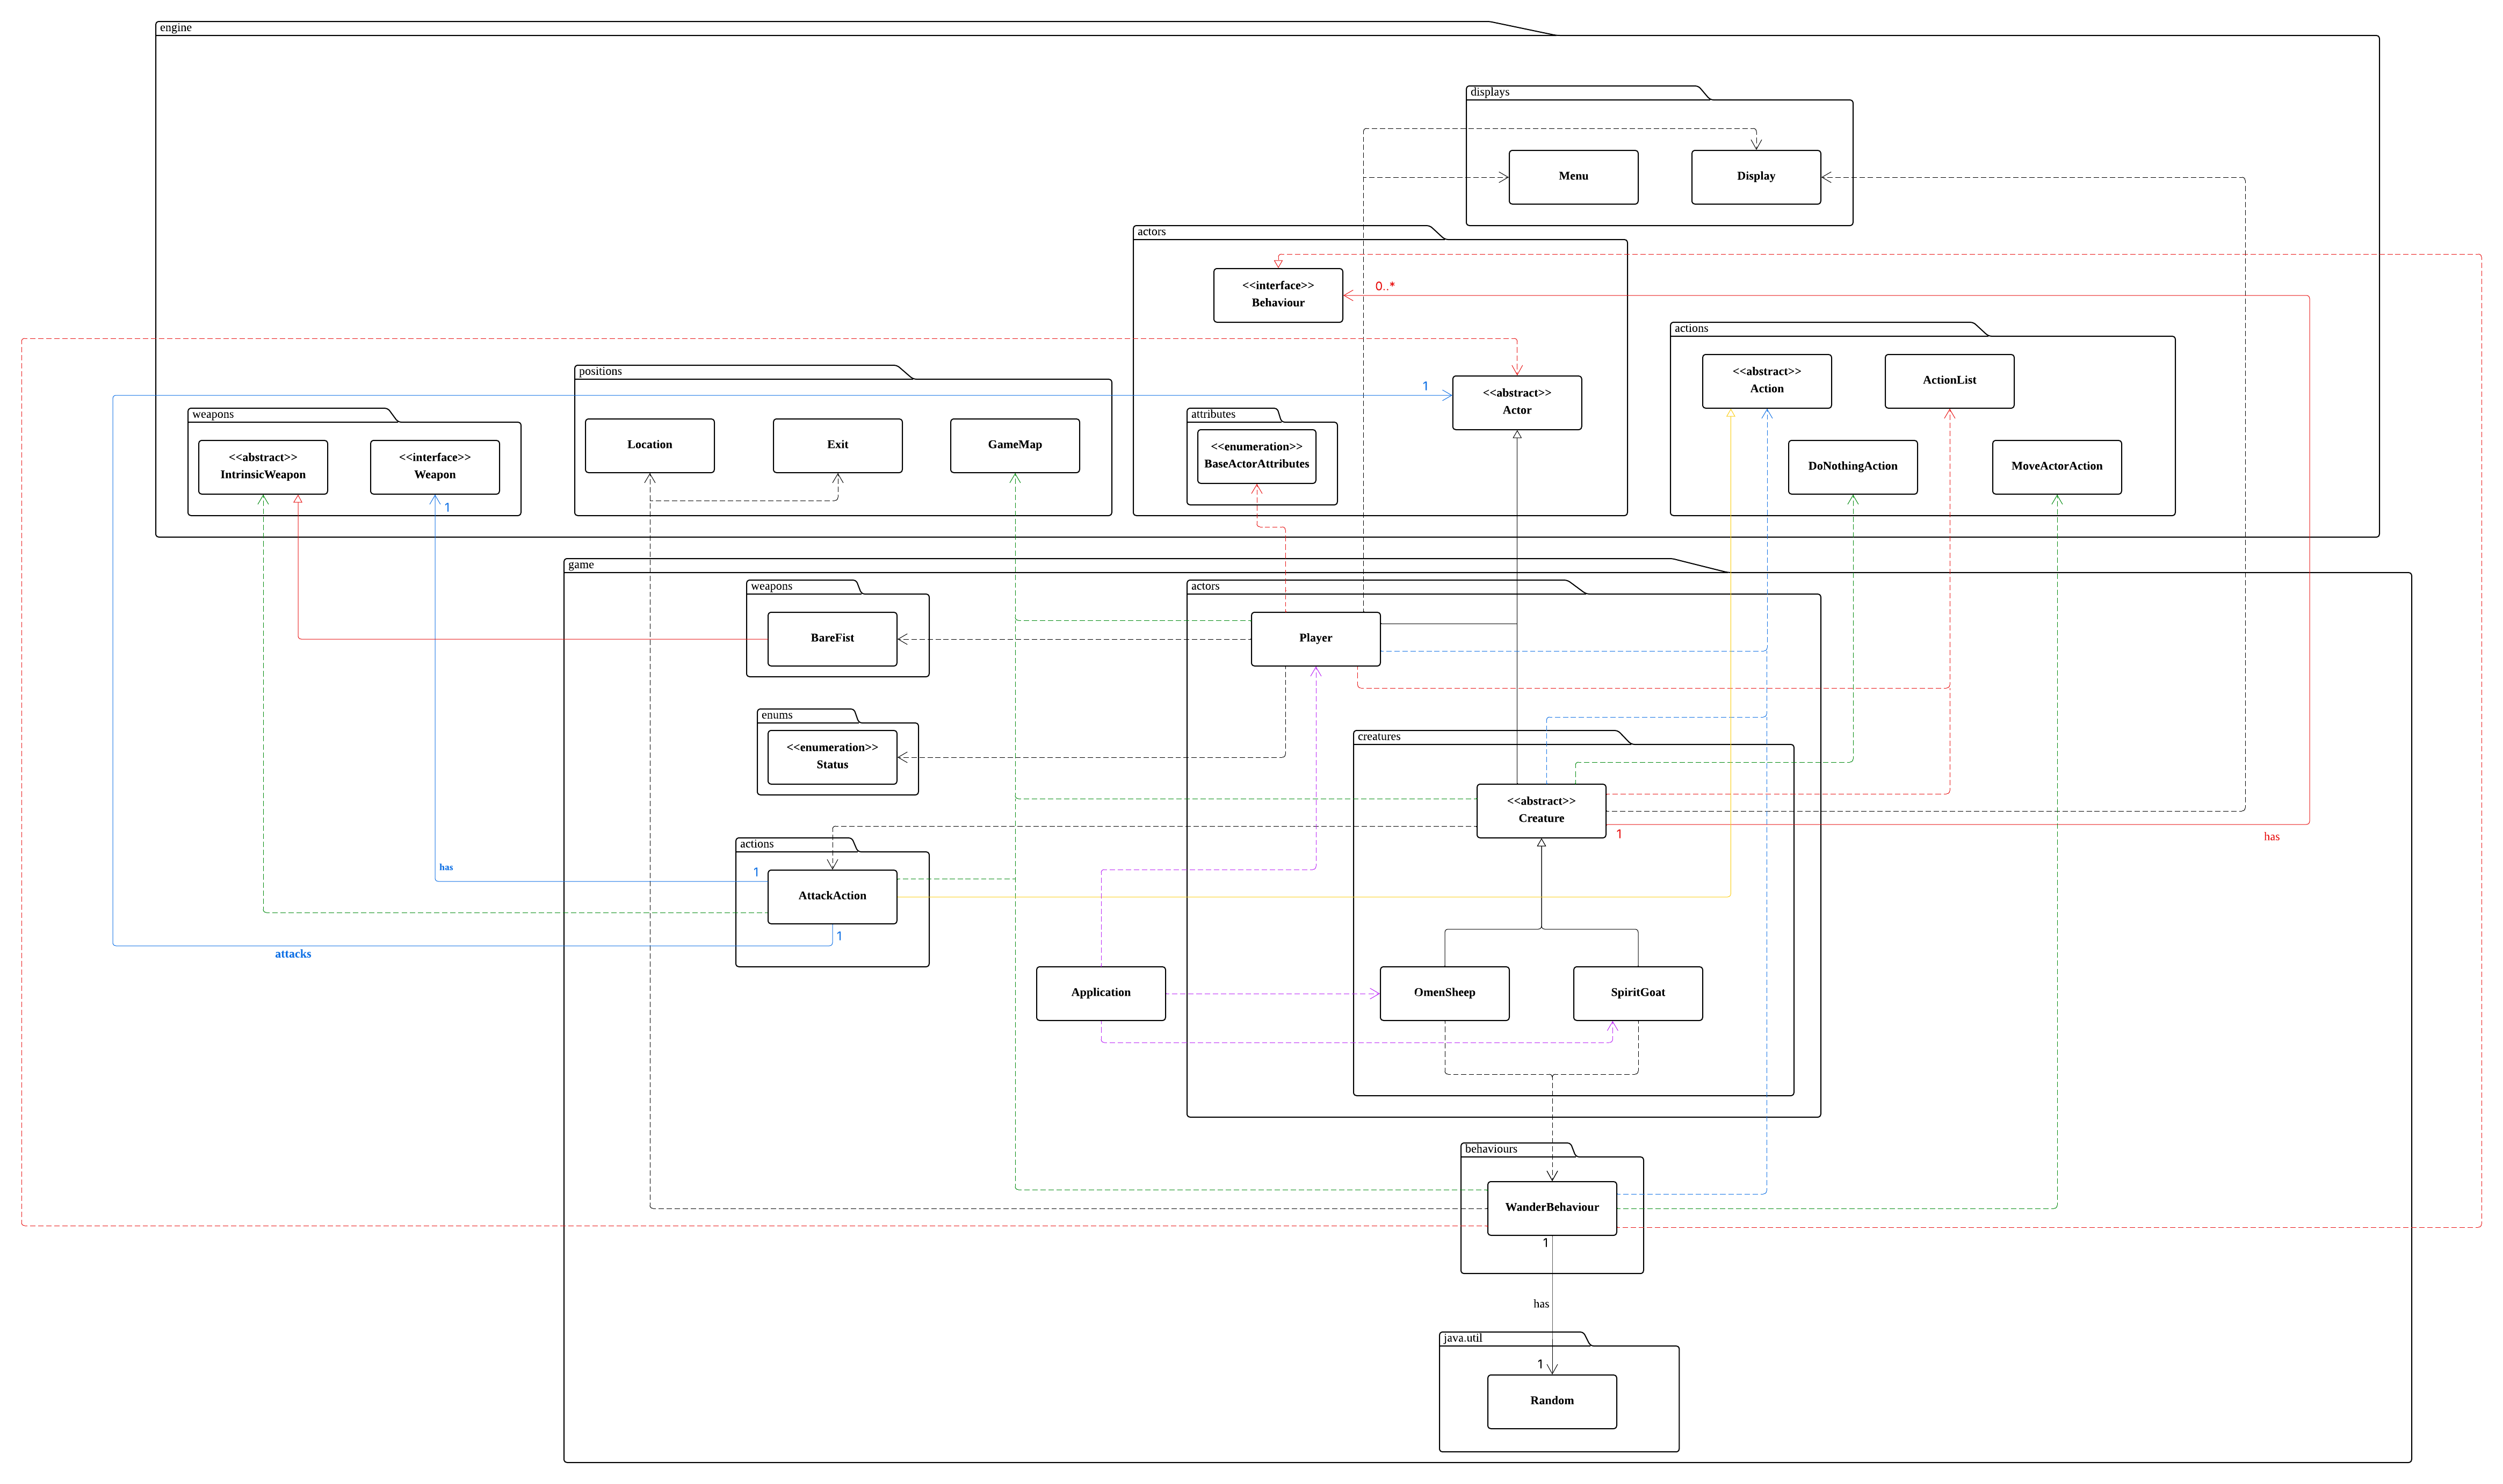 engine
displays
Menu
Display
actors
<<interface>>
Behaviour
0..*
actions
<<abstract>>
Action
ActionList
DoNothingAction
MoveActorAction
<<abstract>>
Actor
1
attributes
<<enumeration>>
BaseActorAttributes
positions
Location
Exit
GameMap
weapons
<<abstract>>
IntrinsicWeapon
<<interface>>
Weapon
1
game
weapons
BareFist
actors
Player
enums
<<enumeration>>
Status
creatures
<<abstract>>
Creature
1
has
actions
has
1
AttackAction
1
attacks
Application
OmenSheep
SpiritGoat
behaviours
WanderBehaviour
1
has
java.util
1
Random